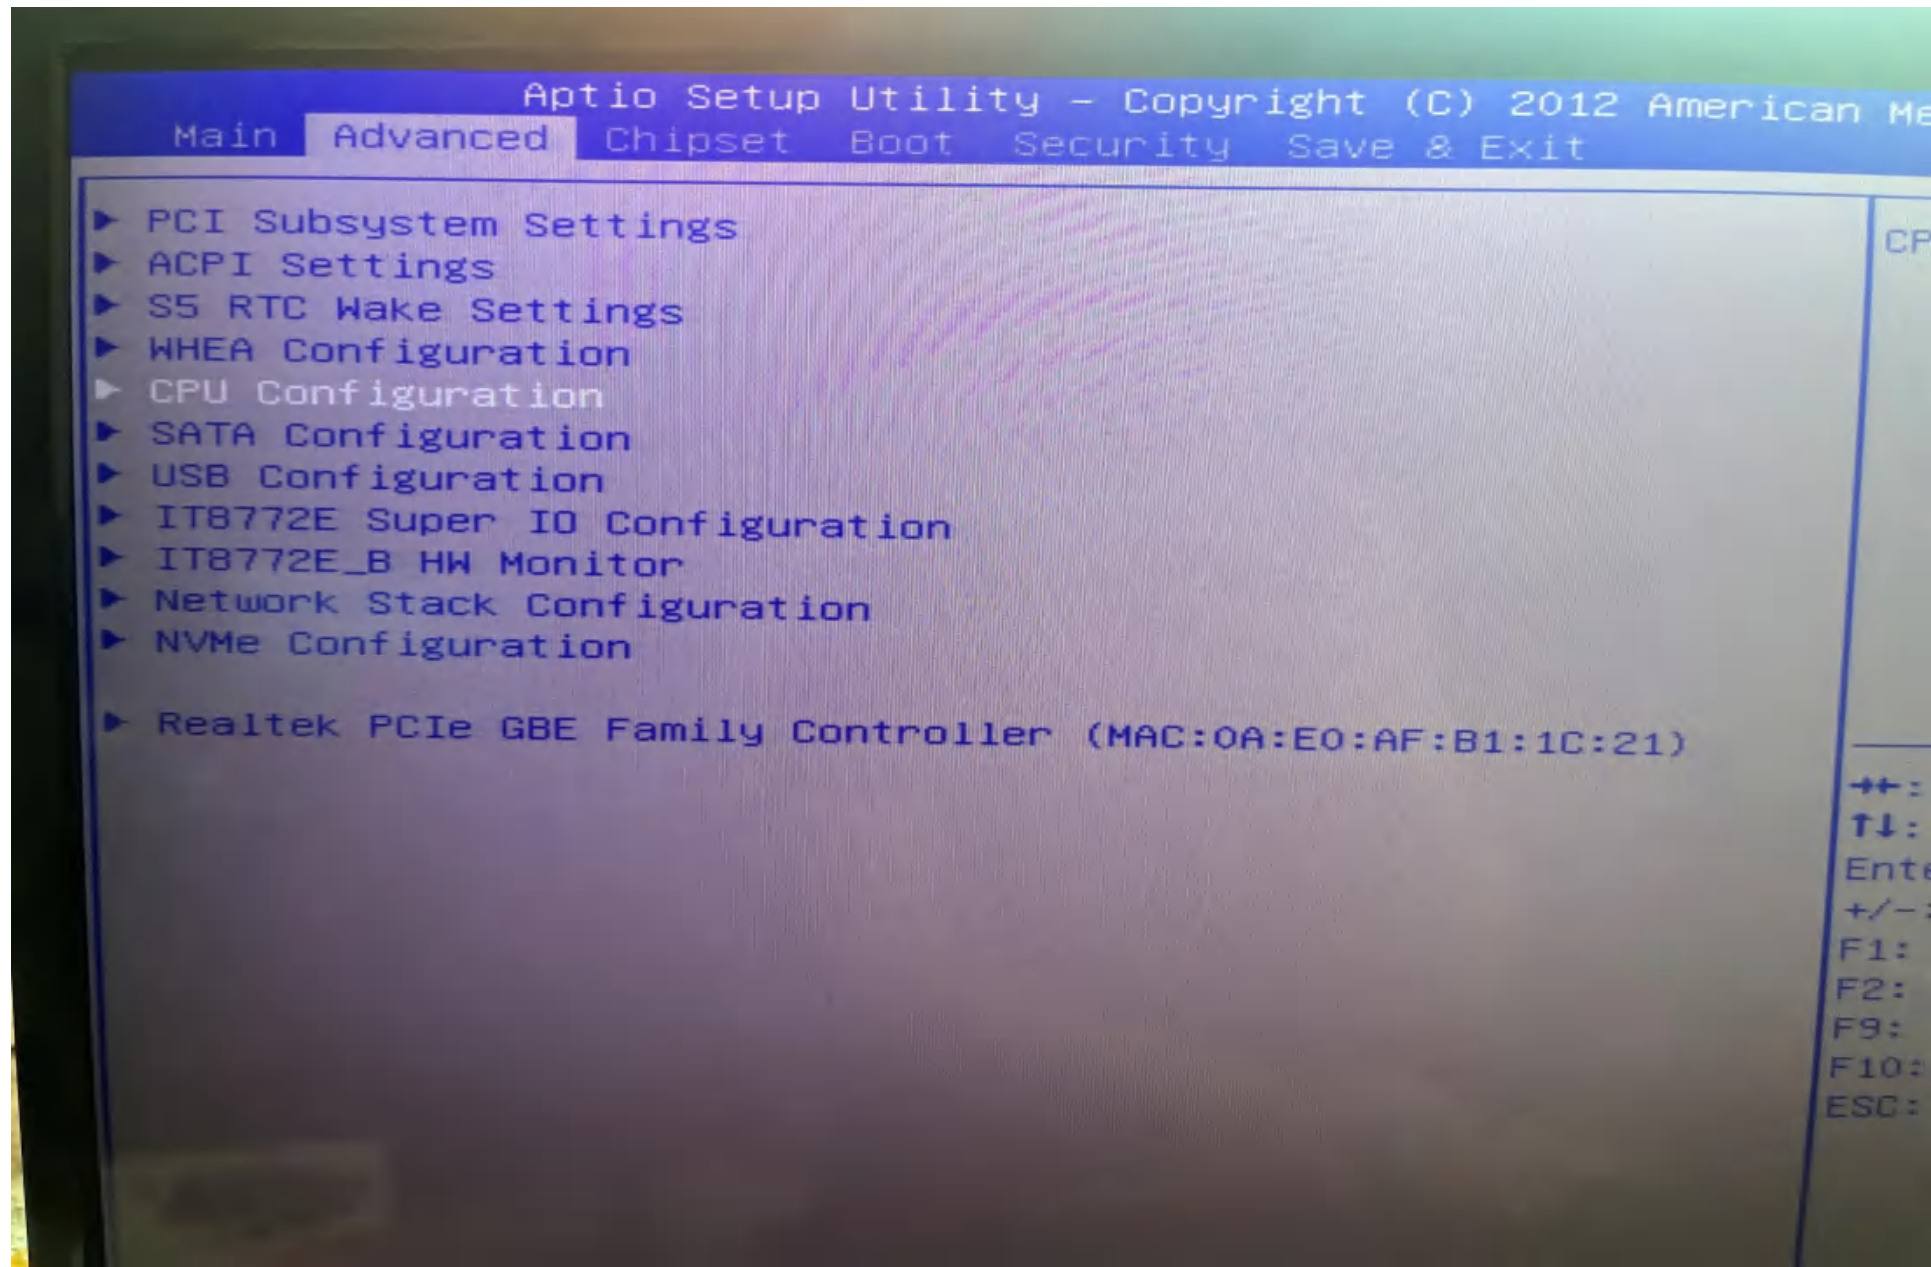 Aptio Setup Utility - Copyright (C) 2012 American Me
Main Advanced Chipset Boot Security Save & Exit
▶ PCI Subsystem Settings
▶ ACPI Settings
▶ S5 RTC Wake Settings
▶ WHEA Configuration
▶ CPU Configuration
▶ SATA Configuration
▶ USB Configuration
▶ IT8772E Super IO Configuration
▶ IT8772E_B HW Monitor
▶ Network Stack Configuration
▶ NVMe Configuration
▶ Realtek PCIe GBE Family Controller (MAC:0A:E0:AF:B1:1C:21)
CP
→←:
↑↓:
Ente
+/-:
F1:
F2:
F9:
F10:
ESC: